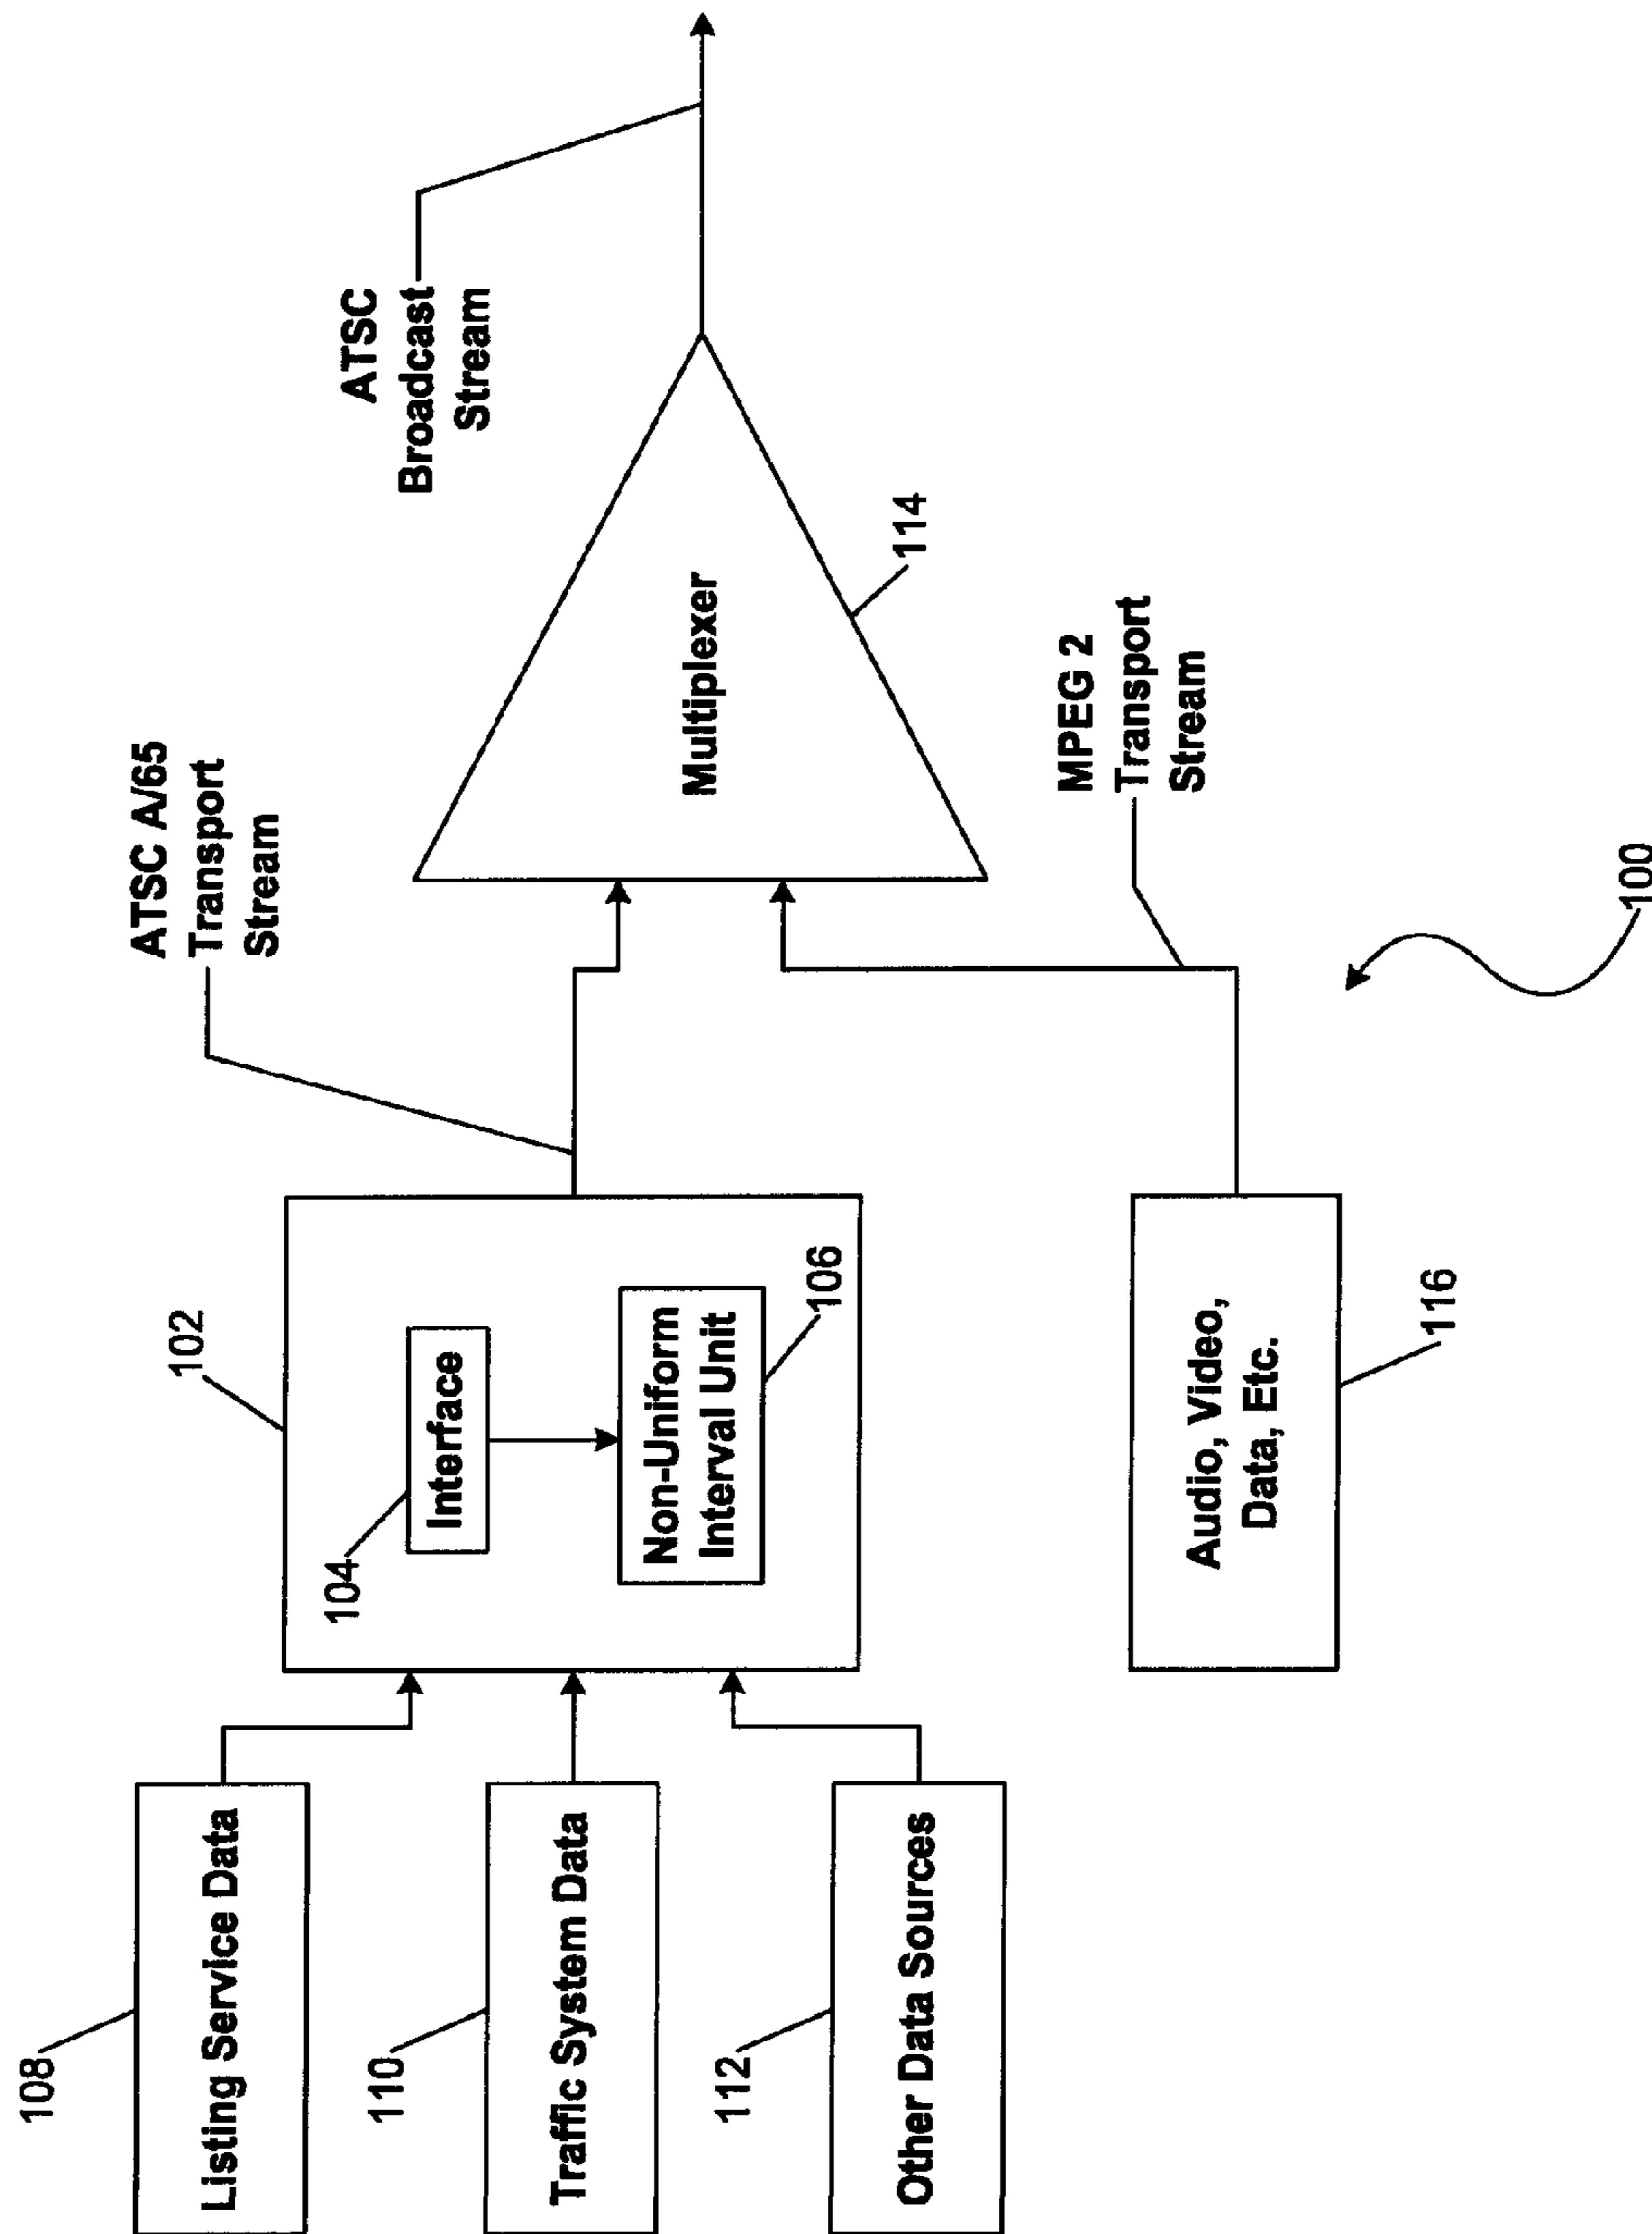 108
Listing Service Data
110
Traffic System Data
112
Other Data Sources
102
104
Interface
Non-Uniform
Interval Unit
106
Audio, Video,
Data, Etc.
116
ATSC A/65
Transport
Stream
MPEG 2
Transport
Stream
Multiplexer
114
ATSC
Broadcast
Stream
100